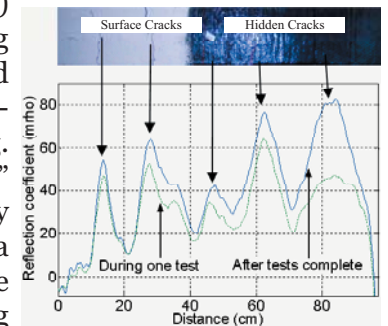 Surface Cracks
Hidden Cracks
Reflection coefficient (mrho)
80
60
40
20
0
During one test
After tests complete
0
20
40
60
80
Distance (cm)